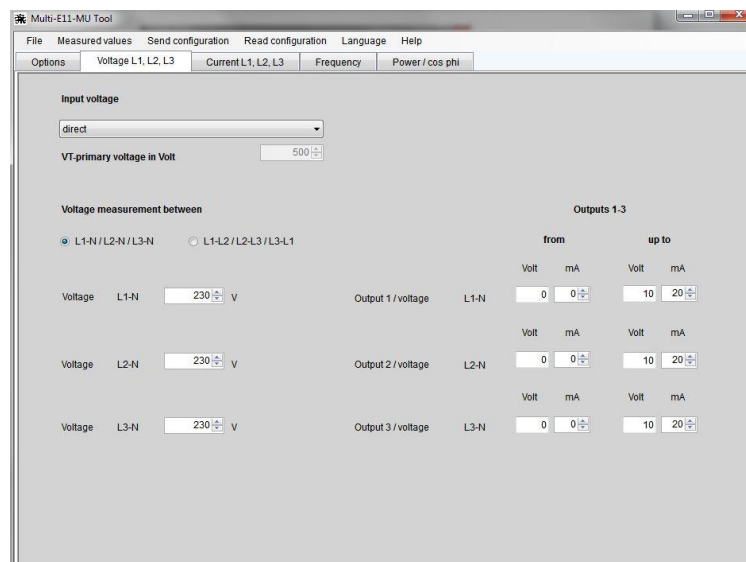 Multi-E11-MU Tool
File Measured values Send configuration Read configuration Language Help
Options Voltage L1, L2, L3 Current L1, L2, L3 Frequency Power / cos phi
Input voltage
direct
VT-primary voltage in Volt 500
Voltage measurement between Outputs 1-3
L1-N / L2-N / L3-N L1-L2 / L2-L3 / L3-L1 from up to
Volt mA Volt mA
Voltage L1-N 230 V Output 1 / voltage L1-N 0 0 10 20
Volt mA Volt mA
Voltage L2-N 230 V Output 2 / voltage L2-N 0 0 10 20
Volt mA Volt mA
Voltage L3-N 230 V Output 3 / voltage L3-N 0 0 10 20